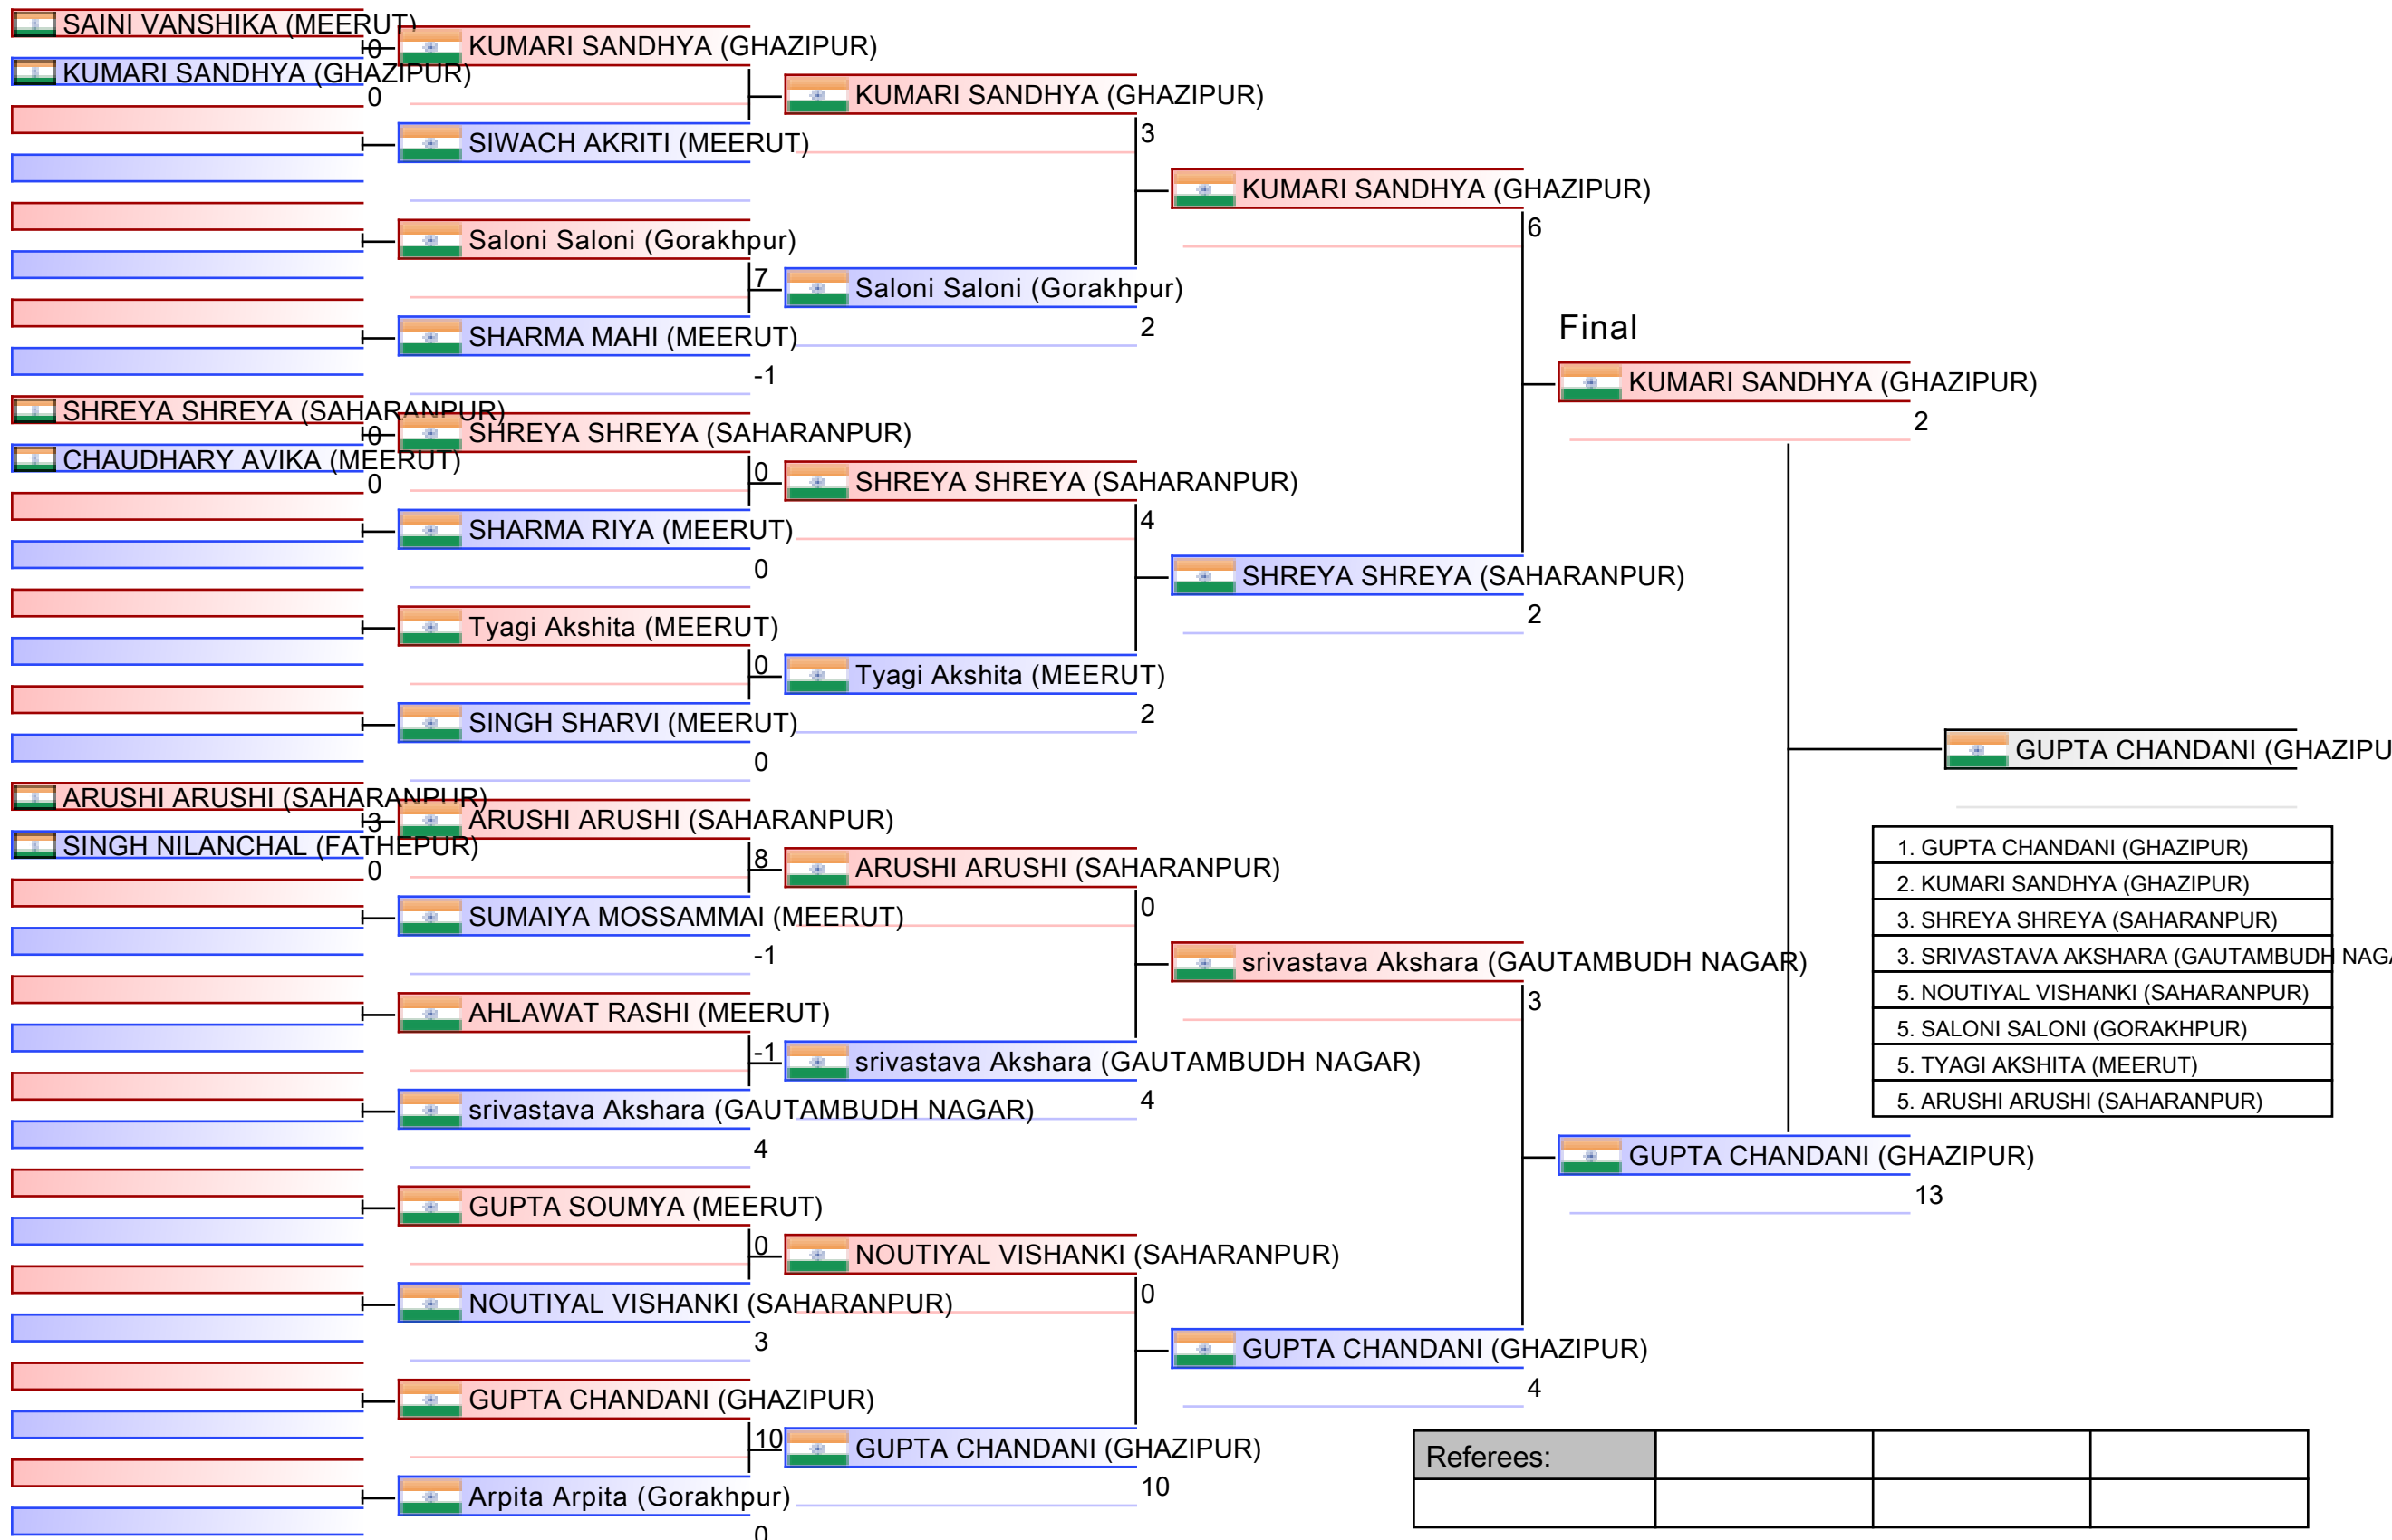 SAINI VANSHIKA (MEERUT)
0
KUMARI SANDHYA (GHAZIPUR)
0
SHREYA SHREYA (SAHARANPUR)
0
CHAUDHARY AVIKA (MEERUT)
0
ARUSHI ARUSHI (SAHARANPUR)
3
SINGH NILANCHAL (FATHEPUR)
0
KUMARI SANDHYA (GHAZIPUR)
SIWACH AKRITI (MEERUT)
Saloni Saloni (Gorakhpur)
7
SHARMA MAHI (MEERUT)
-1
SHREYA SHREYA (SAHARANPUR)
0
SHARMA RIYA (MEERUT)
0
Tyagi Akshita (MEERUT)
0
SINGH SHARVI (MEERUT)
0
ARUSHI ARUSHI (SAHARANPUR)
8
SUMAIYA MOSSAMMAI (MEERUT)
-1
AHLAWAT RASHI (MEERUT)
-1
srivastava Akshara (GAUTAMBUDH NAGAR)
4
GUPTA SOUMYA (MEERUT)
0
NOUTIYAL VISHANKI (SAHARANPUR)
3
GUPTA CHANDANI (GHAZIPUR)
10
Arpita Arpita (Gorakhpur)
0
KUMARI SANDHYA (GHAZIPUR)
3
Saloni Saloni (Gorakhpur)
2
SHREYA SHREYA (SAHARANPUR)
4
Tyagi Akshita (MEERUT)
2
ARUSHI ARUSHI (SAHARANPUR)
0
srivastava Akshara (GAUTAMBUDH NAGAR)
4
NOUTIYAL VISHANKI (SAHARANPUR)
0
GUPTA CHANDANI (GHAZIPUR)
10
KUMARI SANDHYA (GHAZIPUR)
6
SHREYA SHREYA (SAHARANPUR)
2
srivastava Akshara (GAUTAMBUDH NAGAR)
3
GUPTA CHANDANI (GHAZIPUR)
4
Final
KUMARI SANDHYA (GHAZIPUR)
2
GUPTA CHANDANI (GHAZIPUR)
13
GUPTA CHANDANI (GHAZIPU
1. GUPTA CHANDANI (GHAZIPUR)
2. KUMARI SANDHYA (GHAZIPUR)
3. SHREYA SHREYA (SAHARANPUR)
3. SRIVASTAVA AKSHARA (GAUTAMBUDH NAGA
5. NOUTIYAL VISHANKI (SAHARANPUR)
5. SALONI SALONI (GORAKHPUR)
5. TYAGI AKSHITA (MEERUT)
5. ARUSHI ARUSHI (SAHARANPUR)
Referees: